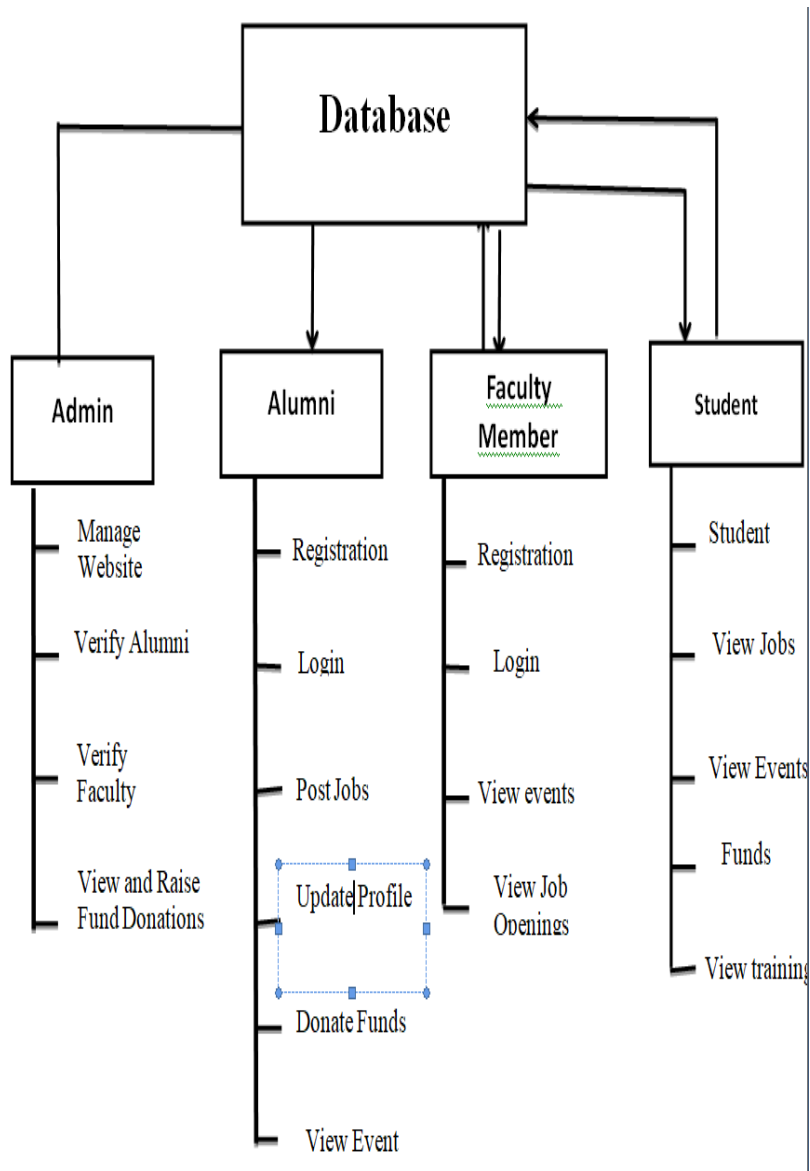 Database
Admin
Manage
Website
Verify Alumni
Verify
Faculty
View and Raise
Fund Donations
Alumni
Registration
Login
Post Jobs
Update Profile
Donate Funds
View Event
Faculty
Member
Registration
Login
View events
View Job
Openings
Student
Student
View Jobs
View Events
Funds
View training